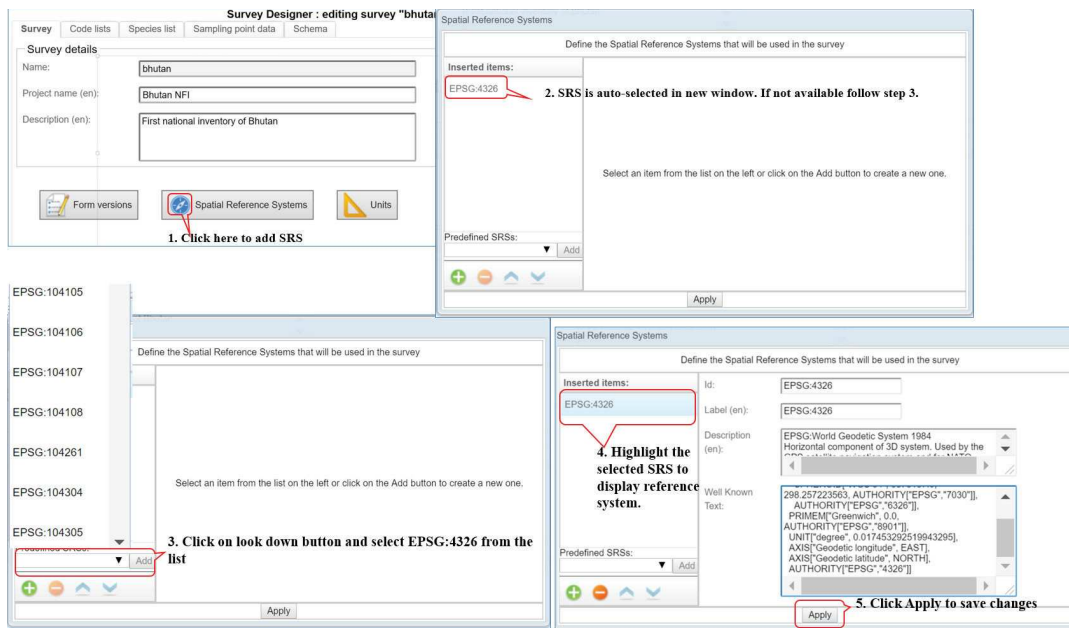 Survey Designer : editing survey "bhuta
Survey Code lists Species list Sampling point data Schema
Survey details
Name: bhutan
Project name (en): Bhutan NFI
Description (en): First national inventory of Bhutan
Form versions Spatial Reference Systems Units
1. Click here to add SRS
Spatial Reference Systems
Define the Spatial Reference Systems that will be used in the survey
Inserted items:
EPSG:4326
2. SRS is auto-selected in new window. If not available follow step 3.
Select an item from the list on the left or click on the Add button to create a new one.
Predefined SRSs:
Add
Apply
EPSG:104105
EPSG:104106
EPSG:104107
EPSG:104108
EPSG:104261
EPSG:104304
EPSG:104305
Define the Spatial Reference Systems that will be used in the survey
Select an item from the list on the left or click on the Add button to create a new one.
Predefined SRSs:
Add
3. Click on look down button and select EPSG:4326 from the
list
Apply
Spatial Reference Systems
Define the Spatial Reference Systems that will be used in the survey
Inserted items:
EPSG:4326
4. Highlight the
selected SRS to
display reference
system.
Predefined SRSs:
Add
Id: EPSG:4326
Label (en): EPSG:4326
Description
(en):
EPSG:World Geodetic System 1984
Horizontal component of 3D system. Used by the
Well Known
Text:
298.257223563, AUTHORITY["EPSG","7030"]],
AUTHORITY["EPSG","6326"]],
PRIMEM["Greenwich", 0.0,
AUTHORITY["EPSG","8901"]],
UNIT["degree", 0.017453292519943295],
AXIS["Geodetic longitude", EAST],
AXIS["Geodetic latitude", NORTH],
AUTHORITY["EPSG","4326"]]
5. Click Apply to save changes
Apply